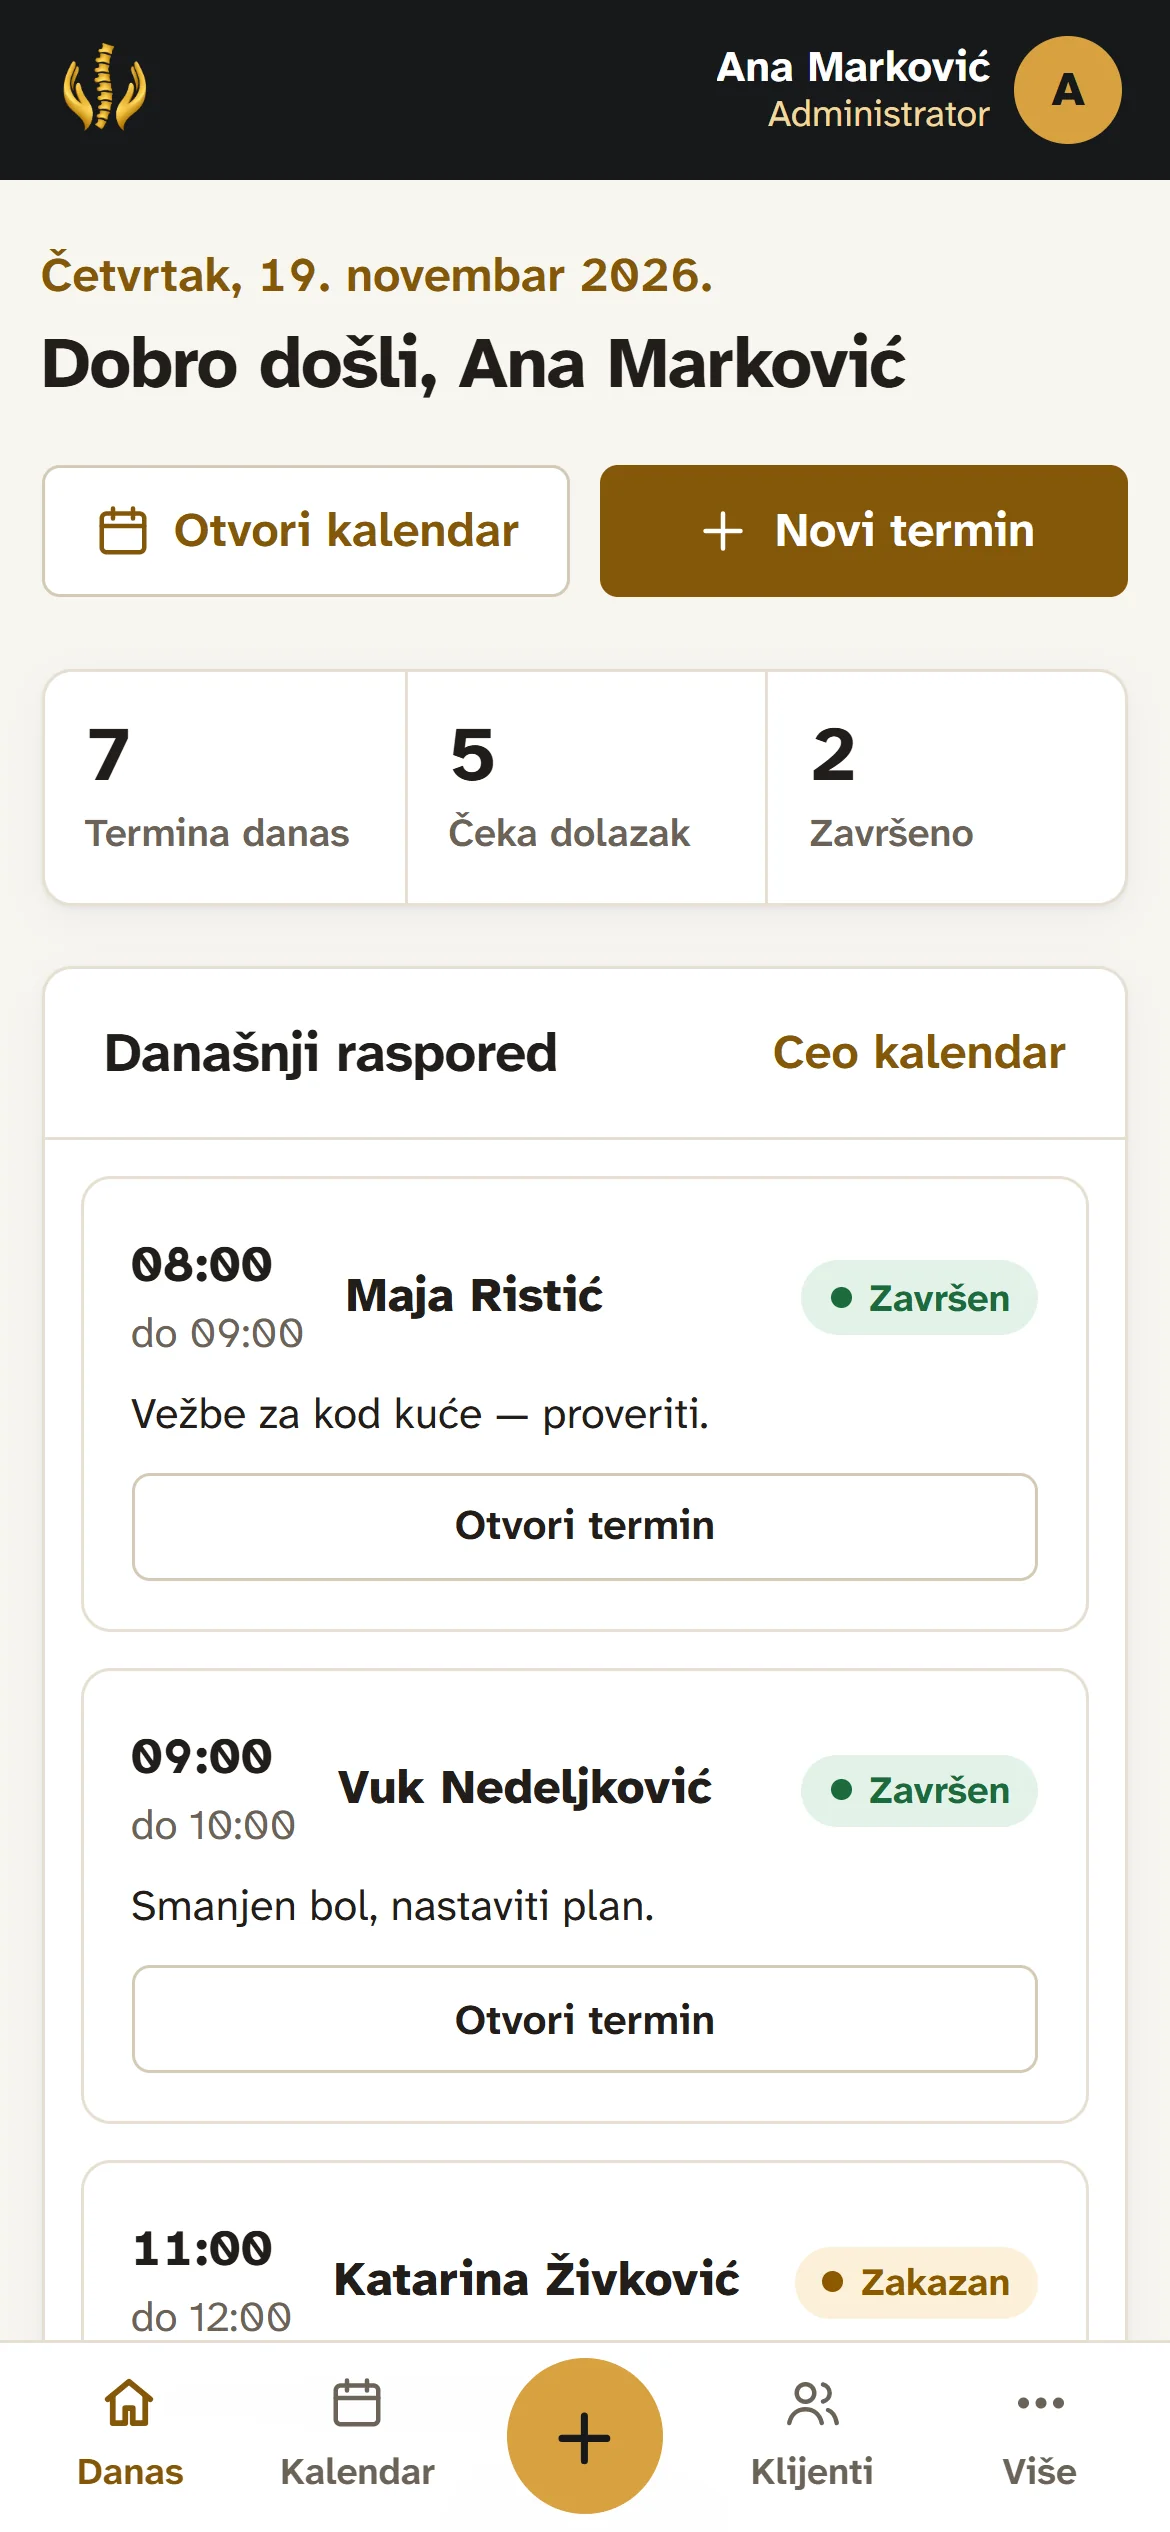 Ana Marković
Administrator
A
Četvrtak, 19. novembar 2026.
Dobro došli, Ana Marković
Otvori kalendar
Novi termin
7
Termina danas
5
Čeka dolazak
2
Završeno
Današnji raspored
Ceo kalendar
08:00
do 09:00
Maja Ristić
Završen
Vežbe za kod kuće — proveriti.
Otvori termin
09:00
do 10:00
Vuk Nedeljković
Završen
Smanjen bol, nastaviti plan.
Otvori termin
11:00
do 12:00
Katarina Živković
Zakazan
Danas
Kalendar
Klijenti
Više